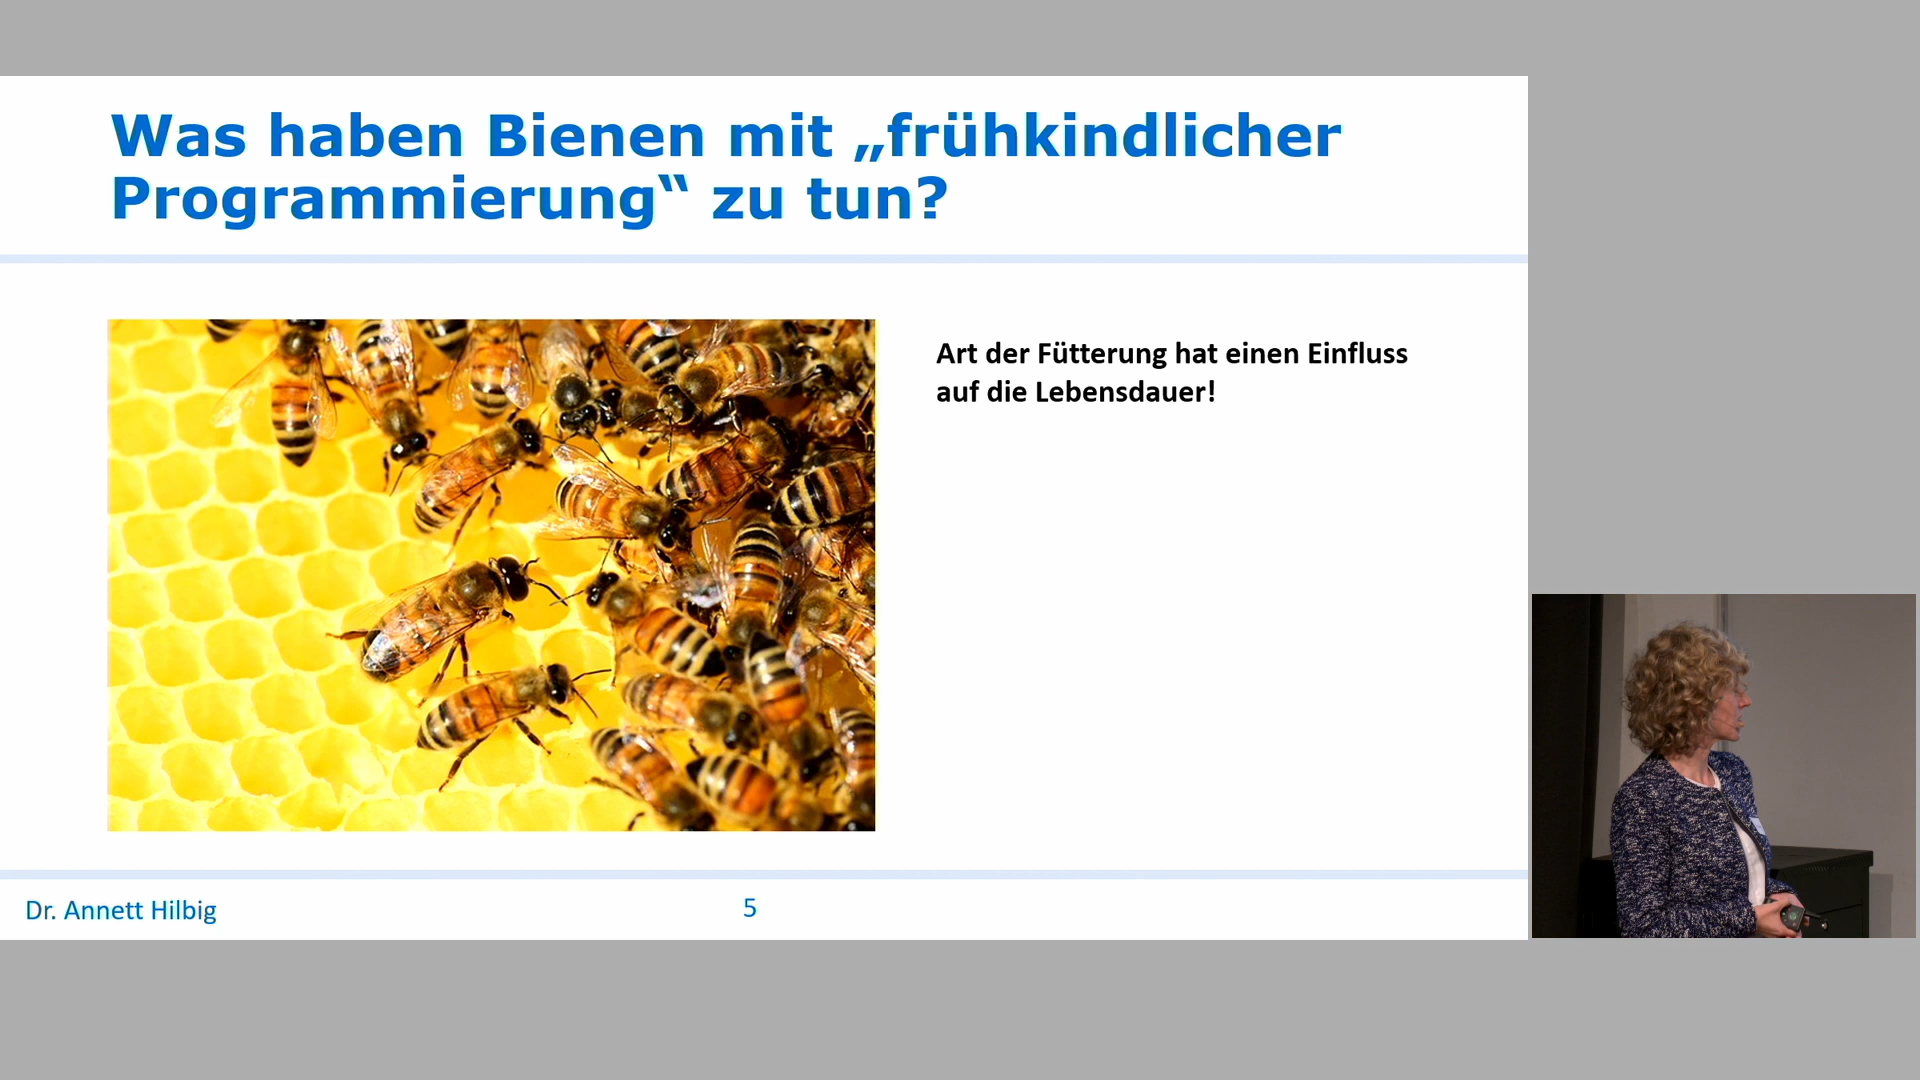 Was haben Bienen mit „frühkindlicher
Programmierung“ zu tun?
Art der Fütterung hat einen Einfluss
auf die Lebensdauer!
Dr. Annett Hilbig
5